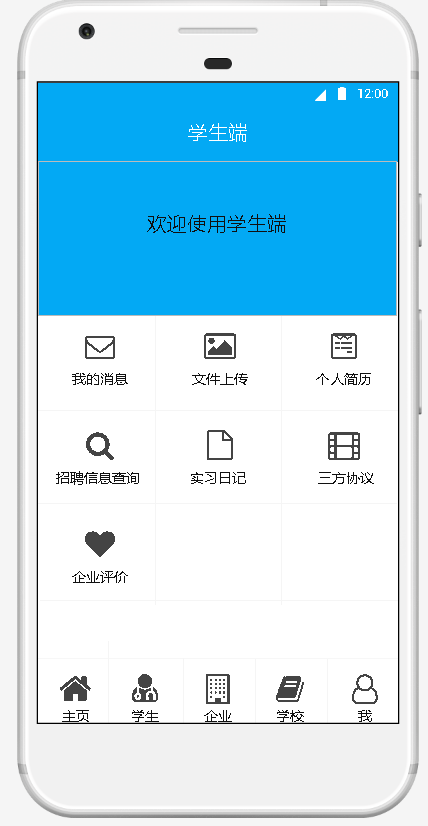 12:00
学生端
欢迎使用学生端
我的消息 文件上传 个人简历
招聘信息查询 实习日记 三方协议
企业评价
主页 学生 企业 学校 我